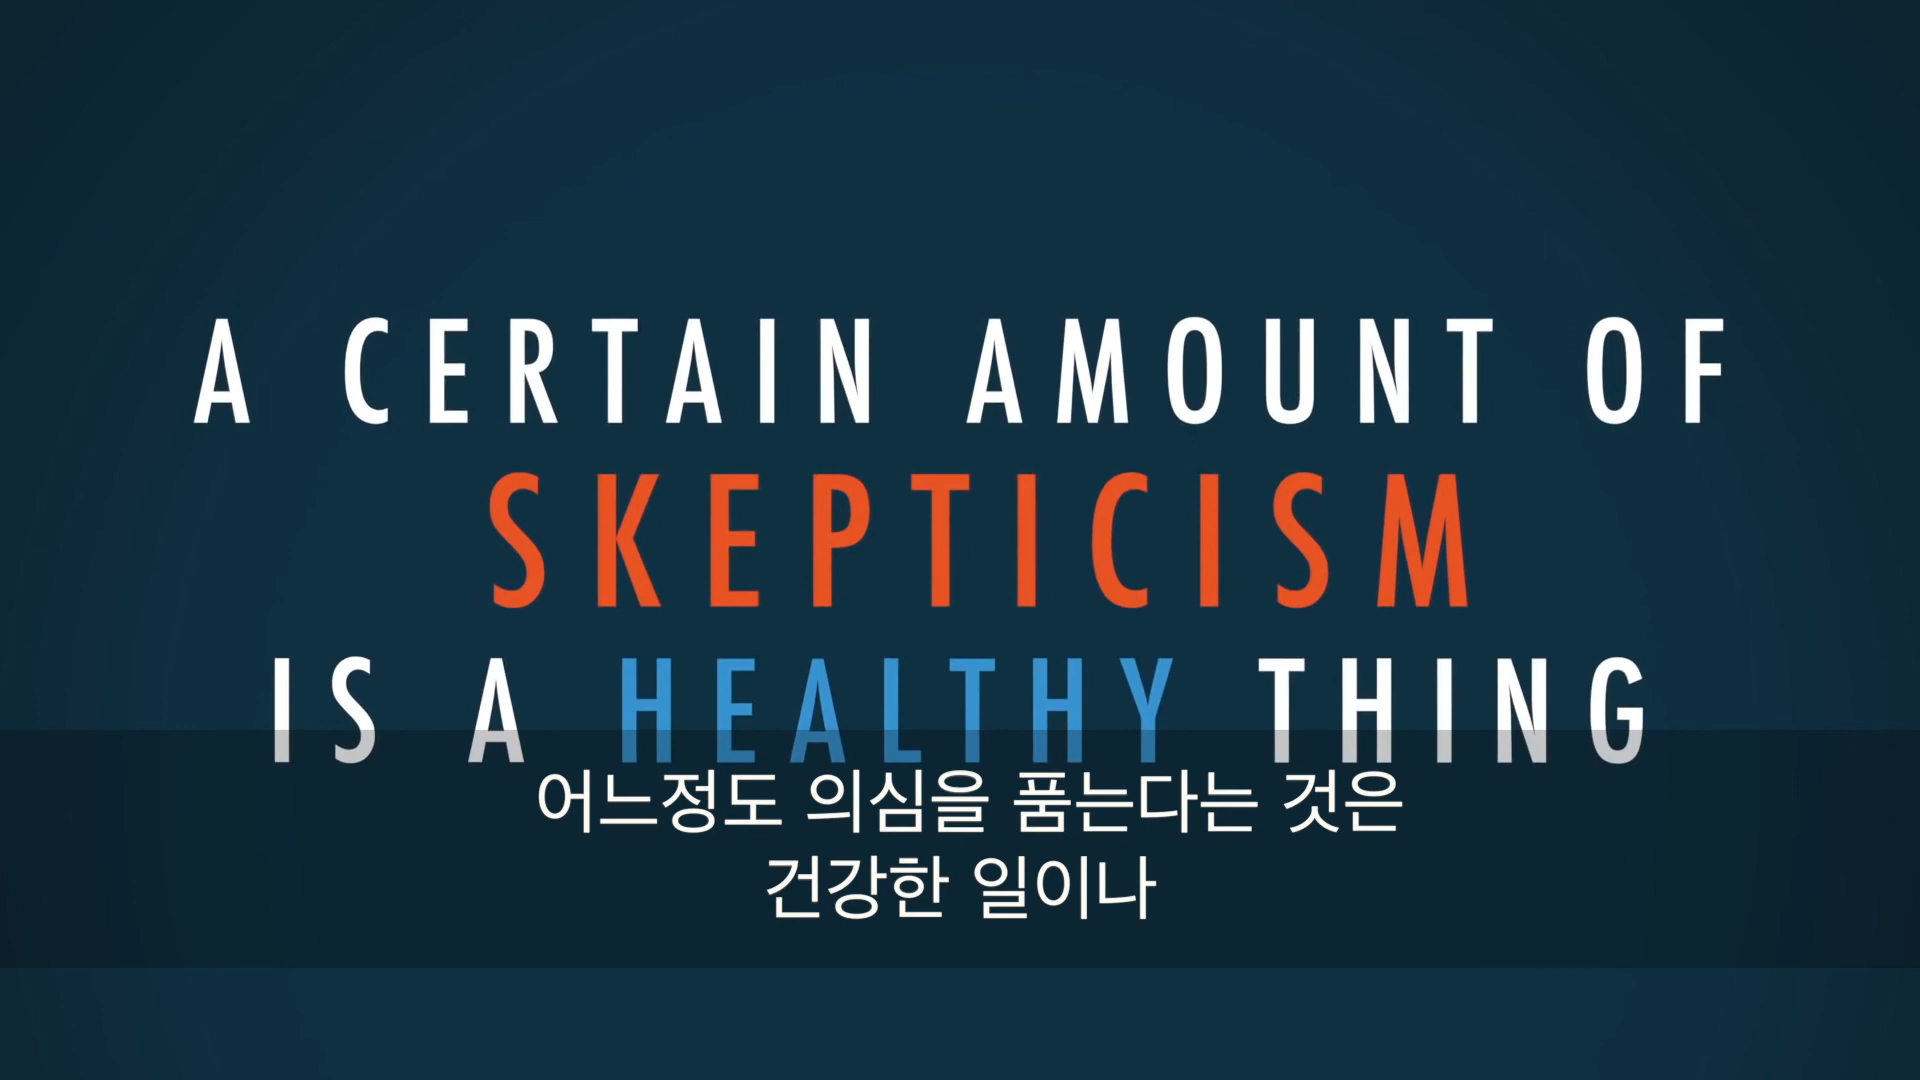 A CERTAIN AMOUNT OF
SKEPTICISM
IS A HEALTHY THING
어느정도 의심을 품는다는 것은
건강한 일이나